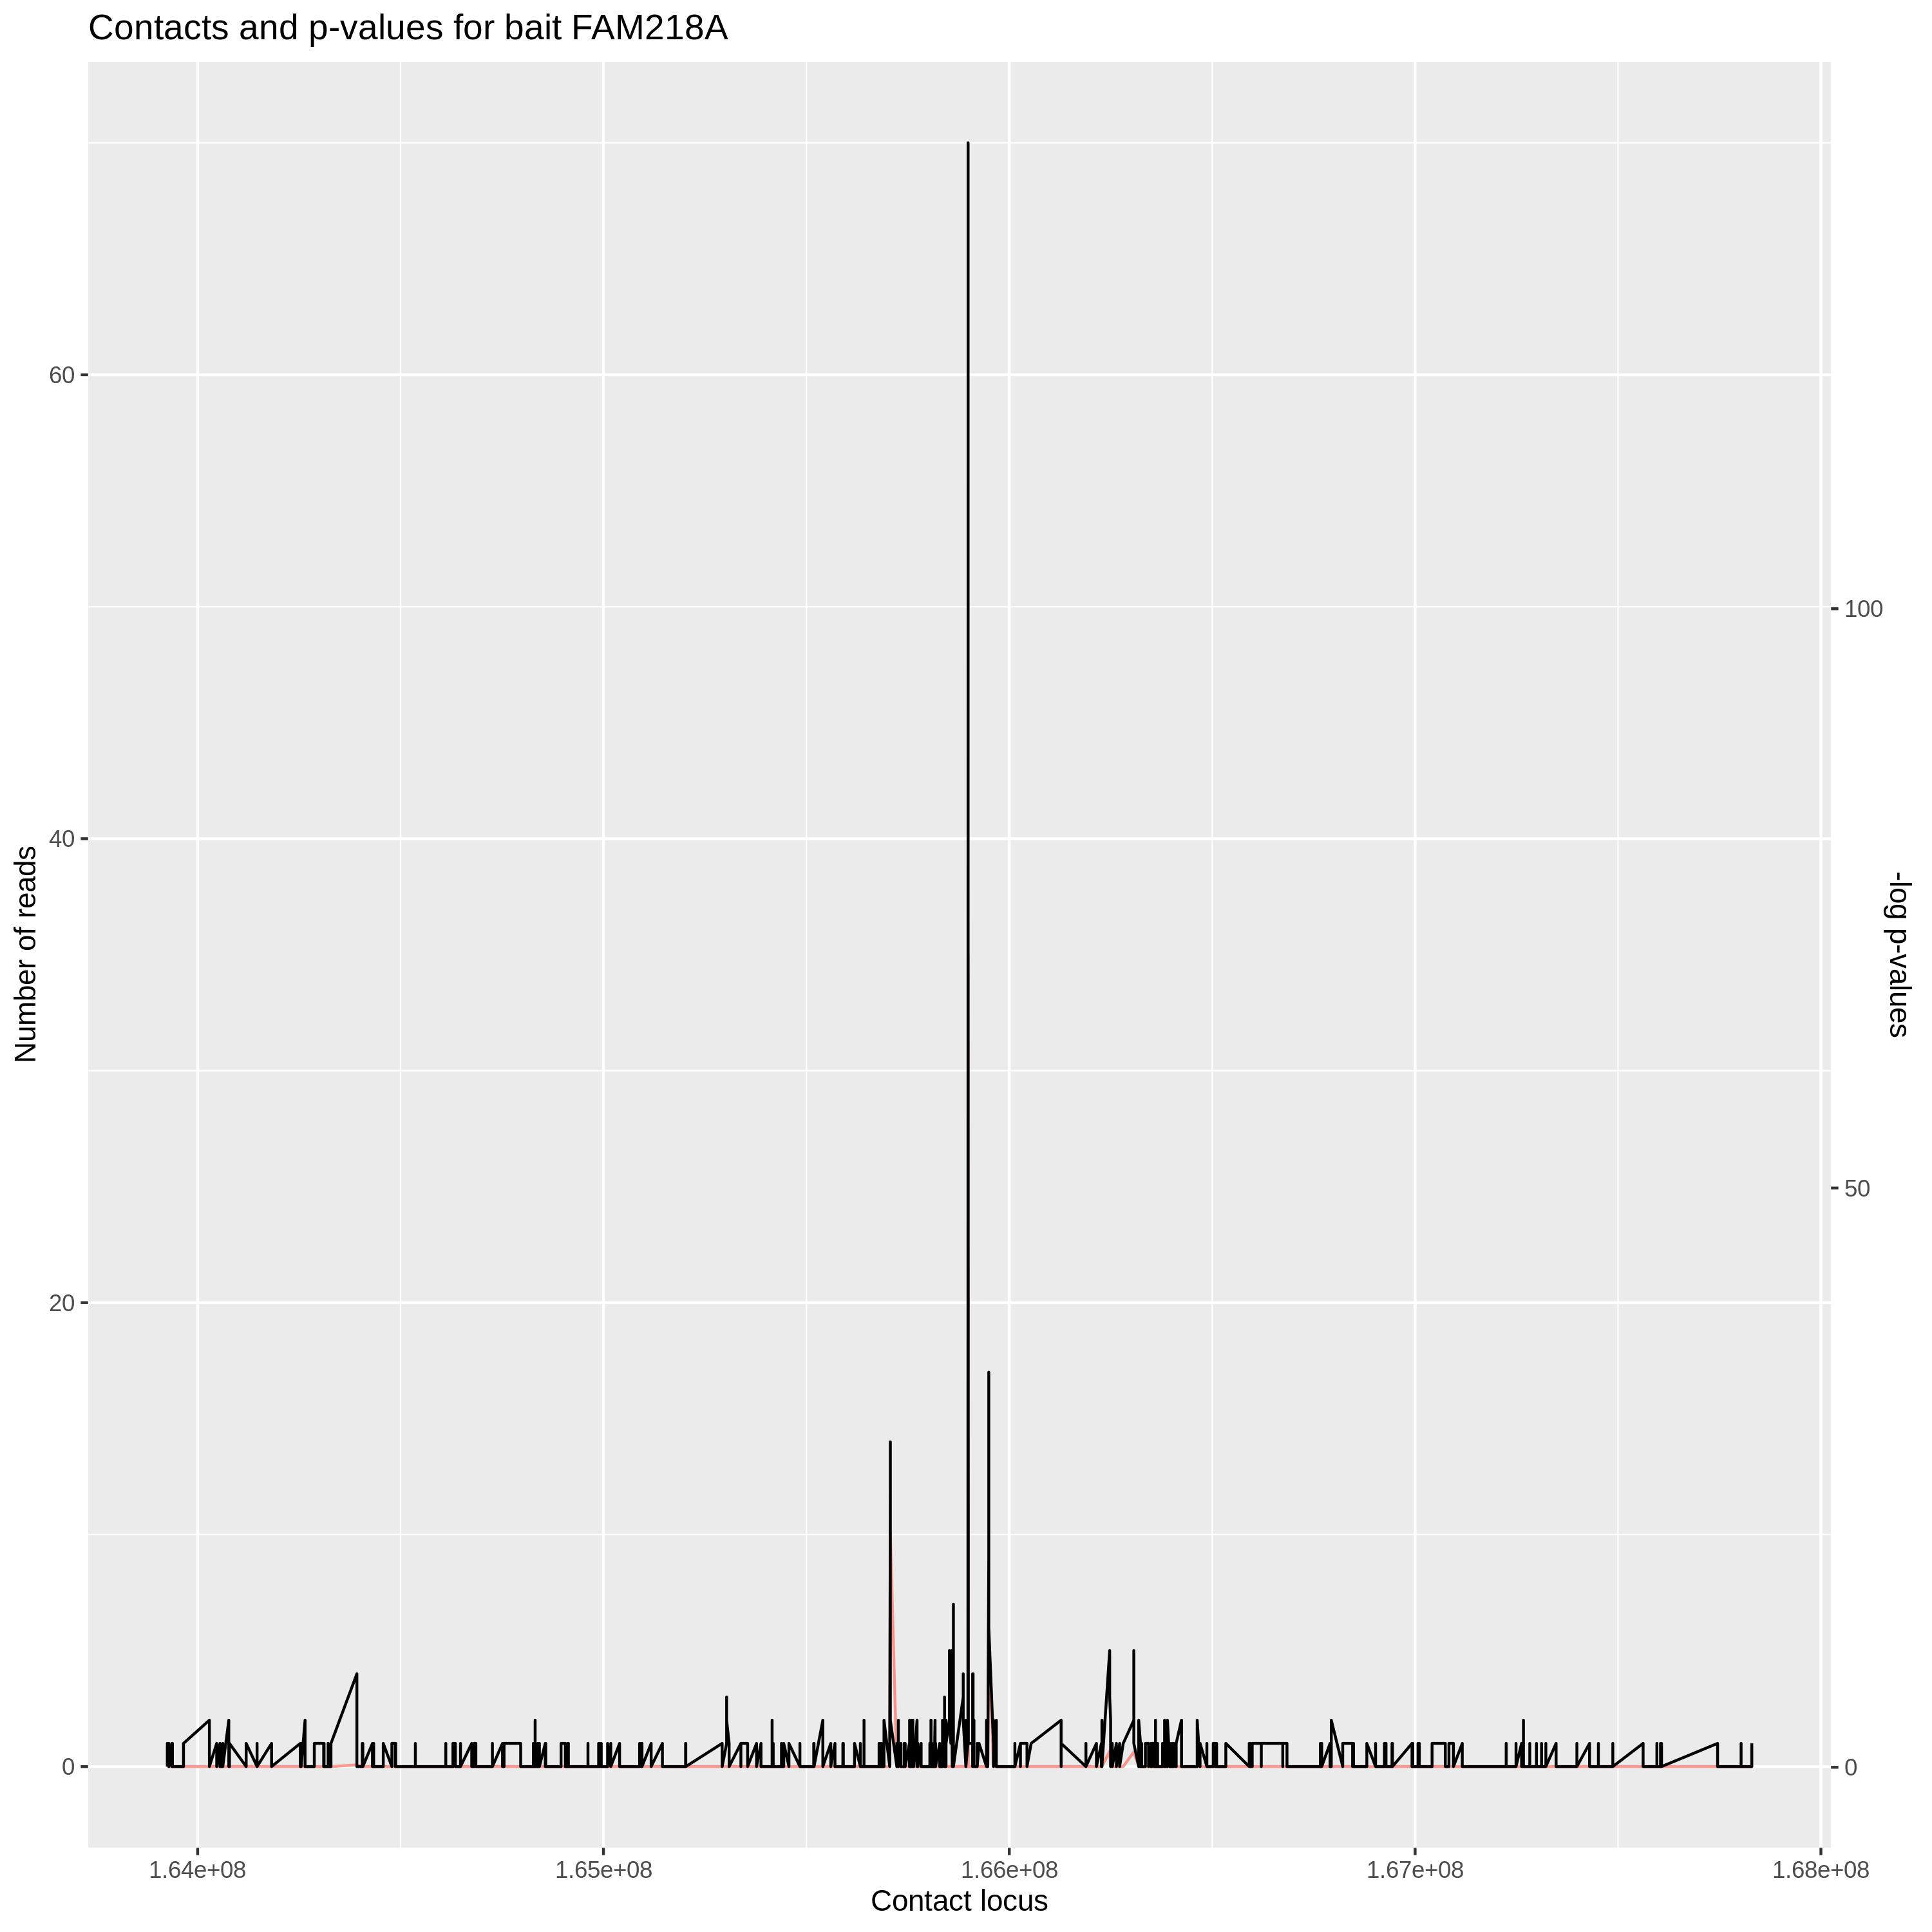 Contacts and p-values for bait FAM218A
60
40
20
0
100
50
0
Number of reads
-log p-values
1.64e+08
1.65e+08
1.66e+08
1.67e+08
1.68e+08
Contact locus